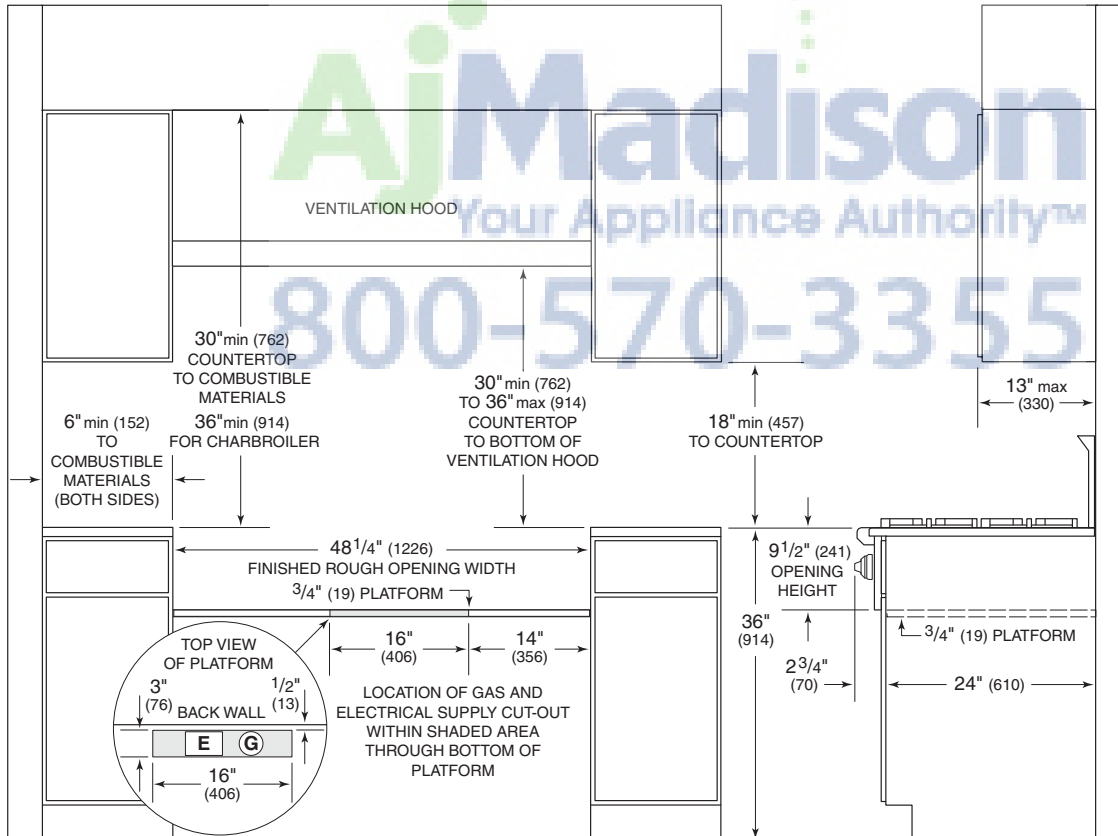 AjMadison
Your Appliance Authority™
800-570-3355
VENTILATION HOOD
30" min (762)
COUNTERTOP
TO COMBUSTIBLE
MATERIALS
36" min (914)
FOR CHARBROILER
6" min (152)
TO
COMBUSTIBLE
MATERIALS
(BOTH SIDES)
30" min (762)
TO 36" max (914)
COUNTERTOP
TO BOTTOM OF
VENTILATION HOOD
18" min (457)
TO COUNTERTOP
13" max
(330)
48 1/4" (1226)
FINISHED ROUGH OPENING WIDTH
3/4" (19) PLATFORM
16"
(406)
14"
(356)
LOCATION OF GAS AND
ELECTRICAL SUPPLY CUT-OUT
WITHIN SHADED AREA
THROUGH BOTTOM OF
PLATFORM
TOP VIEW
OF PLATFORM
3"
(76)
1/2"
(13)
BACK WALL
E G
16"
(406)
9 1/2" (241)
OPENING
HEIGHT
36"
(914)
3/4" (19) PLATFORM
2 3/4"
(70)
24" (610)